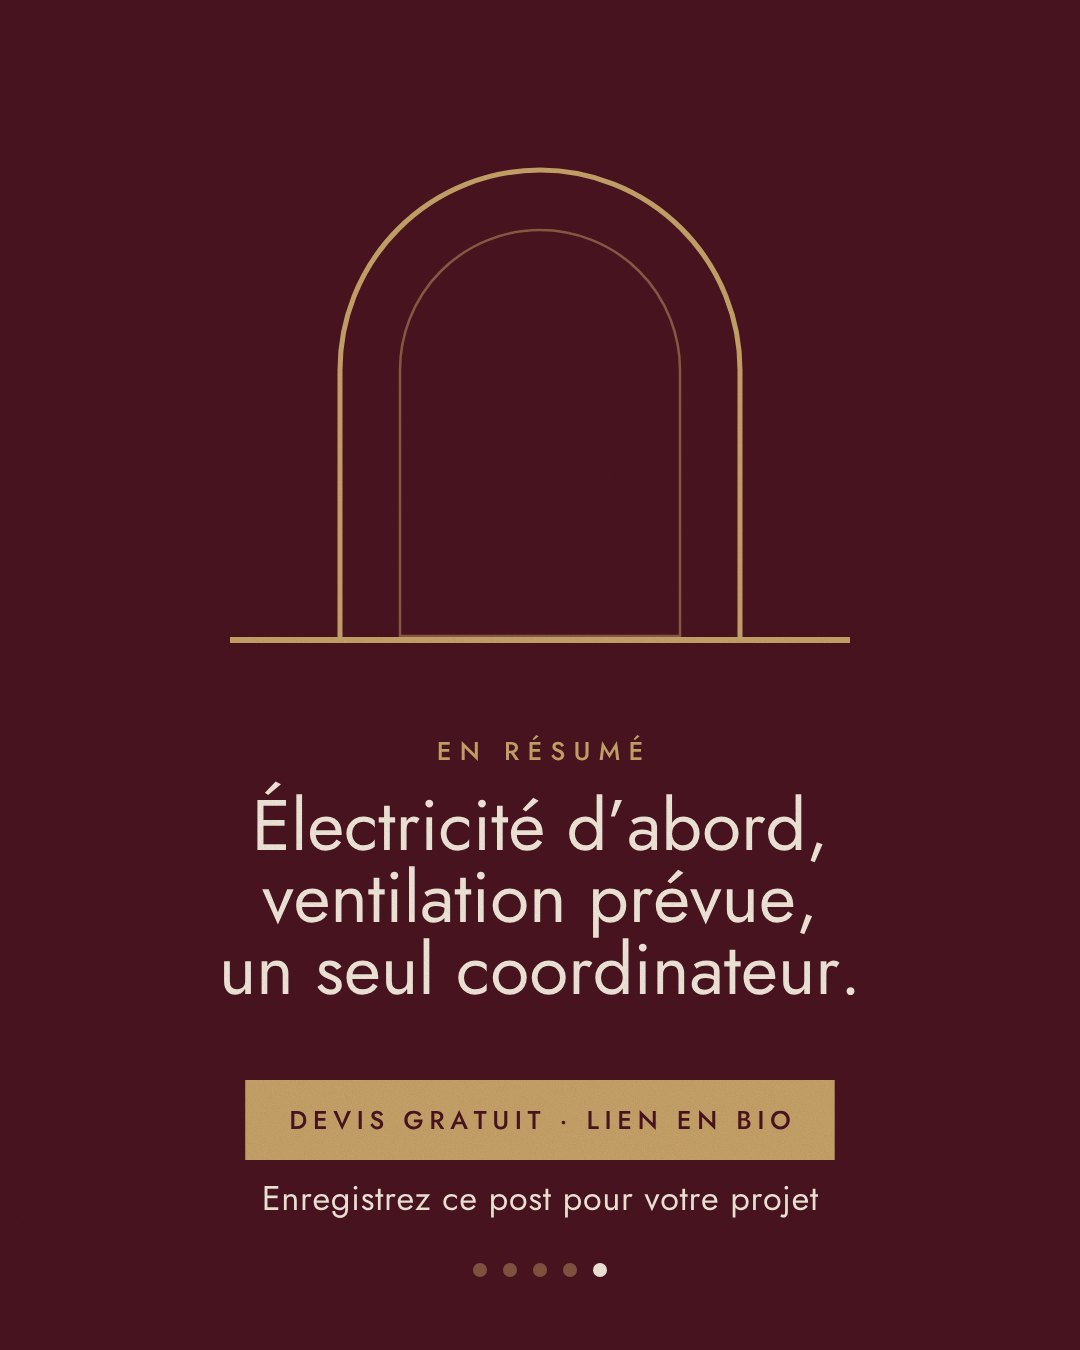 EN RÉSUMÉ
Électricité d’abord,
ventilation prévue,
un seul coordinateur.
DEVIS GRATUIT · LIEN EN BIO
Enregistrez ce post pour votre projet